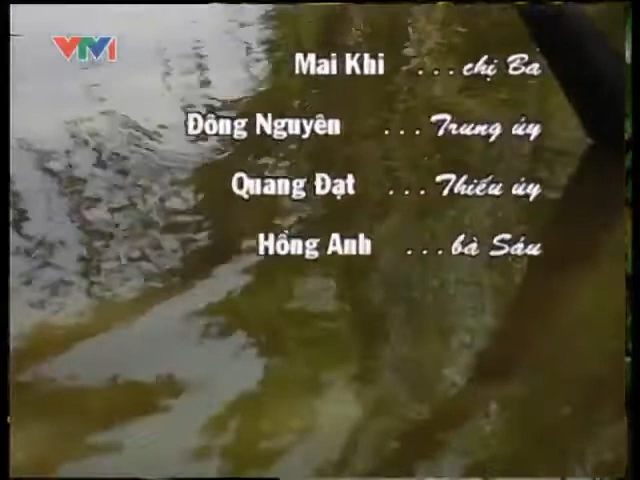 VTV1
Mai Khi ...chị Ba
Đông Nguyên ...Trung úy
Quang Đạt ...Thiếu úy
Hồng Anh ...bà Sáu